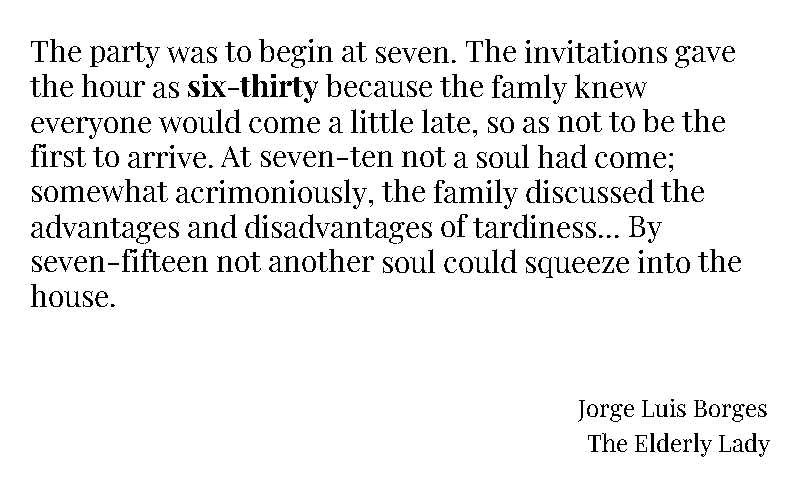 The party was to begin at seven. The invitations gave
the hour as six-thirty because the famly knew
everyone would come a little late, so as not to be the
first to arrive. At seven-ten not a soul had come;
somewhat acrimoniously, the family discussed the
advantages and disadvantages of tardiness... By
seven-fifteen not another soul could squeeze into the
house.
Jorge Luis Borges
The Elderly Lady